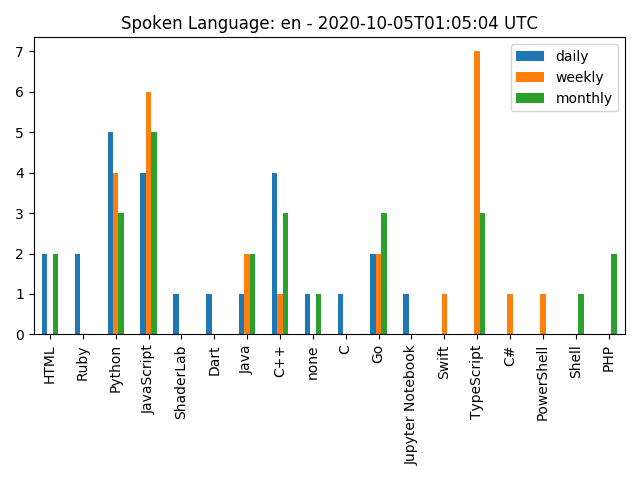 Spoken Language: en - 2020-10-05T01:05:04 UTC
daily
weekly
monthly
7
6
5
4
3
2
1
0
HTML
Ruby
Python
JavaScript
ShaderLab
Dart
Java
C++
none
C
Go
Jupyter Notebook
Swift
TypeScript
C#
PowerShell
Shell
PHP